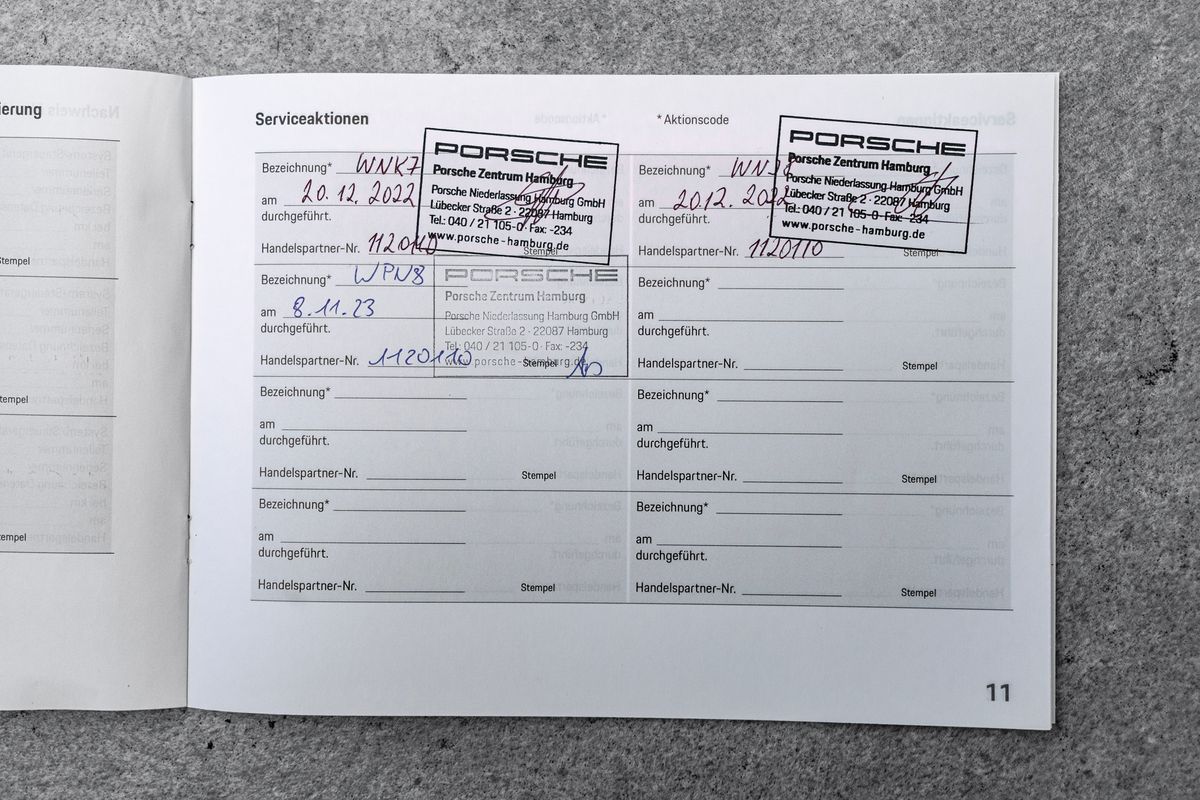 ierung
Serviceaktionen
* Aktionscode
Bezeichnung* WNK7
am 20.12.2022
durchgeführt.
Handelspartner-Nr. 1120110
Stempel
PORSCHE
Porsche Zentrum Hamburg
Porsche Niederlassung Hamburg GmbH
Lübecker Straße 2 · 22087 Hamburg
Tel.: 040 / 21 105-0 · Fax: -234
www.porsche-hamburg.de
Bezeichnung*
am 20.12.2022
durchgeführt.
Handelspartner-Nr. 1120110
Stempel
PORSCHE
Porsche Zentrum Hamburg
Porsche Niederlassung Hamburg GmbH
Lübecker Straße 2 · 22087 Hamburg
Tel.: 040 / 21 105-0 · Fax: -234
www.porsche-hamburg.de
Bezeichnung* WPN8
am 8.11.23
durchgeführt.
Handelspartner-Nr. 1120110
Stempel
PORSCHE
Porsche Zentrum Hamburg
Porsche Niederlassung Hamburg GmbH
Lübecker Straße 2 · 22087 Hamburg
Tel.: 040 / 21 105-0 · Fax: -234
www.porsche-hamburg.de
Bezeichnung*
am
durchgeführt.
Handelspartner-Nr.
Stempel
Bezeichnung*
am
durchgeführt.
Handelspartner-Nr.
Stempel
Bezeichnung*
am
durchgeführt.
Handelspartner-Nr.
Stempel
Bezeichnung*
am
durchgeführt.
Handelspartner-Nr.
Stempel
Bezeichnung*
am
durchgeführt.
Handelspartner-Nr.
Stempel
11